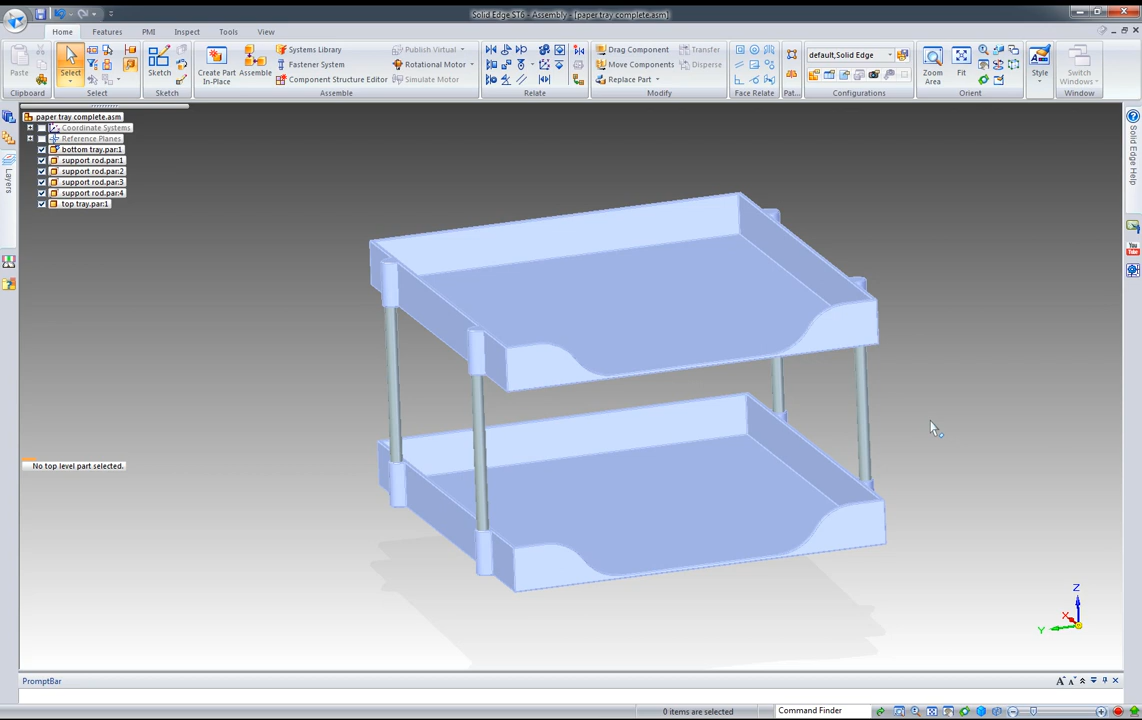 Solid Edge ST6 - Assembly - [paper tray complete.asm]
Home Features PMI Inspect Tools View
Paste
Clipboard
Select
Select
Sketch
Sketch
Create Part In-Place
Assemble
Systems Library
Fastener System
Component Structure Editor
Publish Virtual
Rotational Motor
Simulate Motor
Assemble
Relate
Drag Component
Move Components
Replace Part
Transfer
Disperse
Modify
Face Relate
Pat...
default,Solid Edge
Configurations
Zoom Area
Fit
Orient
Style
Switch Windows
Window
Layers
Solid Edge Help
You
paper tray complete.asm
Coordinate Systems
Reference Planes
bottom tray.par:1
support rod.par:1
support rod.par:2
support rod.par:3
support rod.par:4
top tray.par:1
No top level part selected.
Z
X
Y
PromptBar
0 items are selected
Command Finder